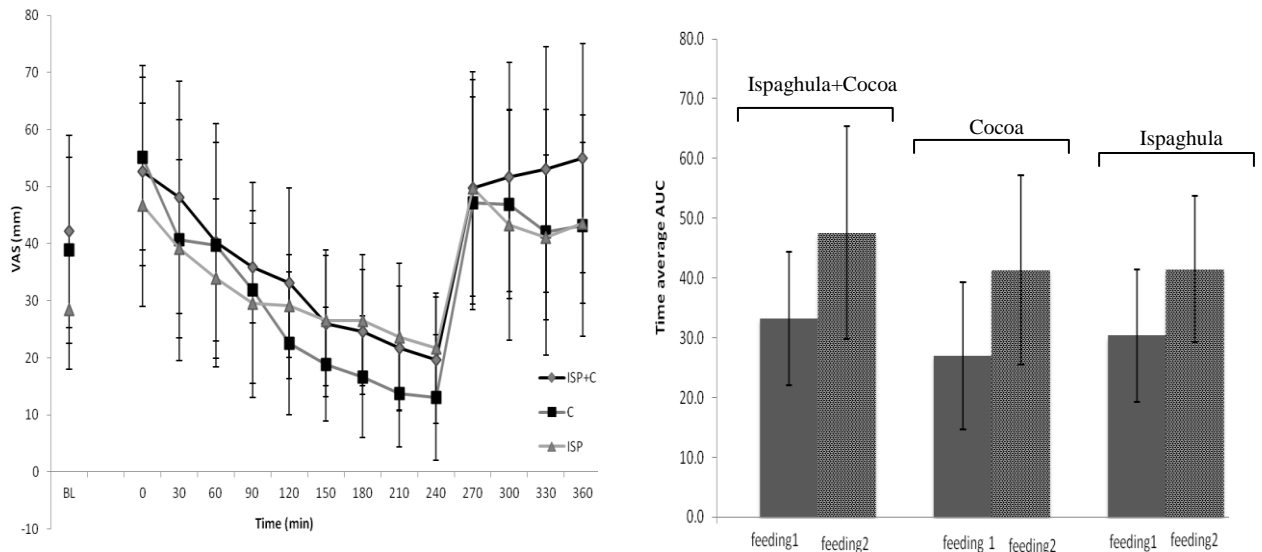 80
70
60
50
40
30
20
10
0
-10
VAS (mm)
BL 0 30 60 90 120 150 180 210 240 270 300 330 360
Time (min)
ISP+C
C
ISP
80.0
70.0
60.0
50.0
40.0
30.0
20.0
10.0
0.0
Time average AUC
Ispaghula+Cocoa
Cocoa
Ispaghula
feeding1 feeding2 feeding 1 feeding2 feeding1 feeding2